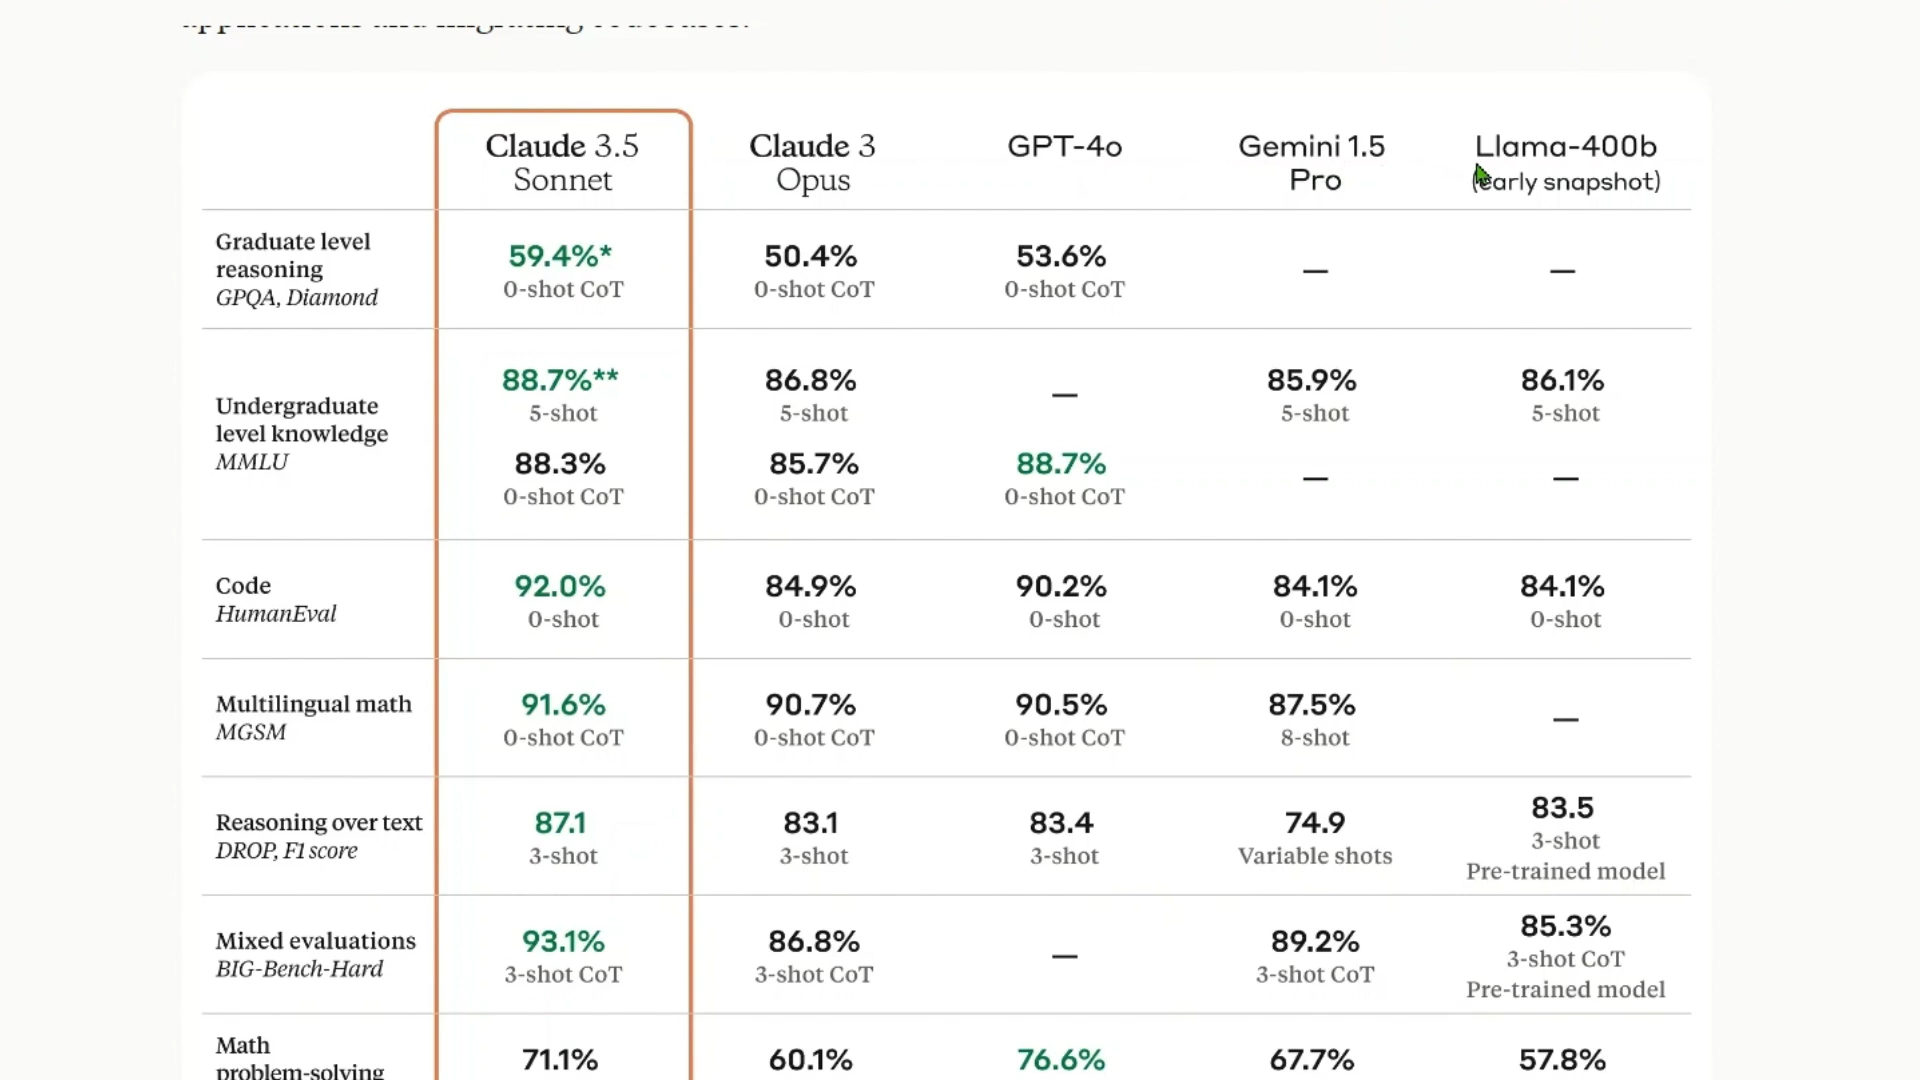 applications and migrating codebases.
Claude 3.5 Sonnet
Claude 3 Opus
GPT-4o
Gemini 1.5 Pro
Llama-400b (early snapshot)
Graduate level reasoning
GPQA, Diamond
59.4%* 0-shot CoT
50.4% 0-shot CoT
53.6% 0-shot CoT
—
—
Undergraduate level knowledge
MMLU
88.7%** 5-shot
86.8% 5-shot
—
85.9% 5-shot
86.1% 5-shot
88.3% 0-shot CoT
85.7% 0-shot CoT
88.7% 0-shot CoT
—
—
Code
HumanEval
92.0% 0-shot
84.9% 0-shot
90.2% 0-shot
84.1% 0-shot
84.1% 0-shot
Multilingual math
MGSM
91.6% 0-shot CoT
90.7% 0-shot CoT
90.5% 0-shot CoT
87.5% 8-shot
—
Reasoning over text
DROP, F1 score
87.1 3-shot
83.1 3-shot
83.4 3-shot
74.9 Variable shots
83.5 3-shot Pre-trained model
Mixed evaluations
BIG-Bench-Hard
93.1% 3-shot CoT
86.8% 3-shot CoT
—
89.2% 3-shot CoT
85.3% 3-shot CoT Pre-trained model
Math problem-solving
71.1%
60.1%
76.6%
67.7%
57.8%